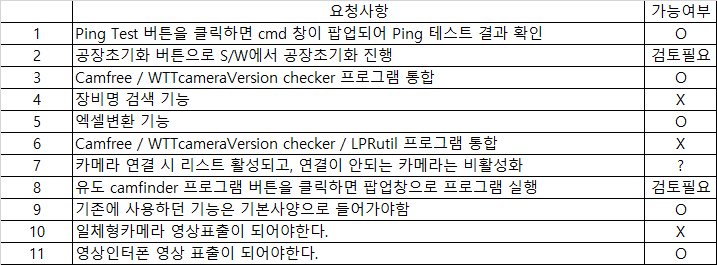 요청사항 가능여부
1 Ping Test 버튼을 클릭하면 cmd 창이 팝업되어 Ping 테스트 결과 확인 O
2 공장초기화 버튼으로 S/W에서 공장초기화 진행 검토필요
3 Camfree / WTTcameraVersion checker 프로그램 통합 O
4 장비명 검색 기능 X
5 엑셀변환 기능 O
6 Camfree / WTTcameraVersion checker / LPRutil 프로그램 통합 X
7 카메라 연결 시 리스트 활성되고, 연결이 안되는 카메라는 비활성화 ?
8 유도 camfinder 프로그램 버튼을 클릭하면 팝업창으로 프로그램 실행 검토필요
9 기존에 사용하던 기능은 기본사양으로 들어가야함 O
10 일체형카메라 영상표출이 되어야한다. X
11 영상인터폰 영상 표출이 되어야한다. O